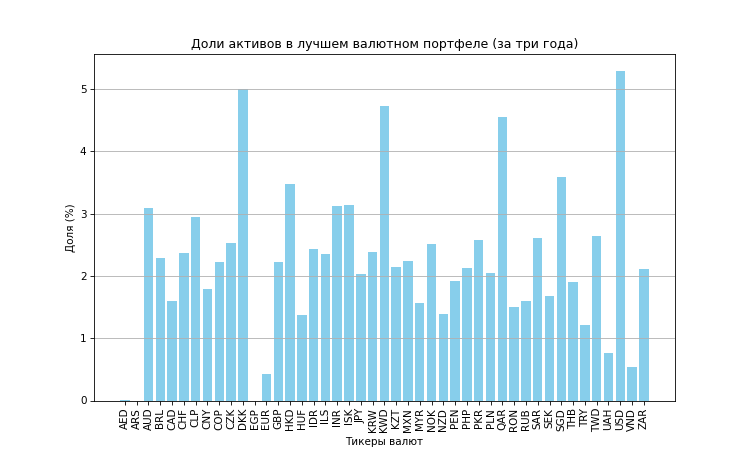 Доли активов в лучшем валютном портфеле (за три года)
Доля (%)
5
4
3
2
1
0
AED ARS AUD BRL CAD CHF CLP CNY COP CZK DKK EGP EUR GBP HKD HUF IDR ILS INR ISK JPY KRW KWD KZT MXN MYR NOK NZD PEN PHP PKR PLN QAR RON RUB SAR SEK SGD THB TRY TWD UAH USD VND ZAR
Тикеры валют